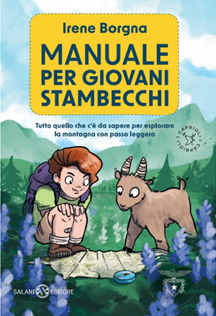 Irene Borgna
MANUALE
PER GIOVANI
STAMBECCHI
Tutto quello che c'è da sapere per esplorare
la montagna con passo leggero
I CAPRIOLI
SALANI EDITORE